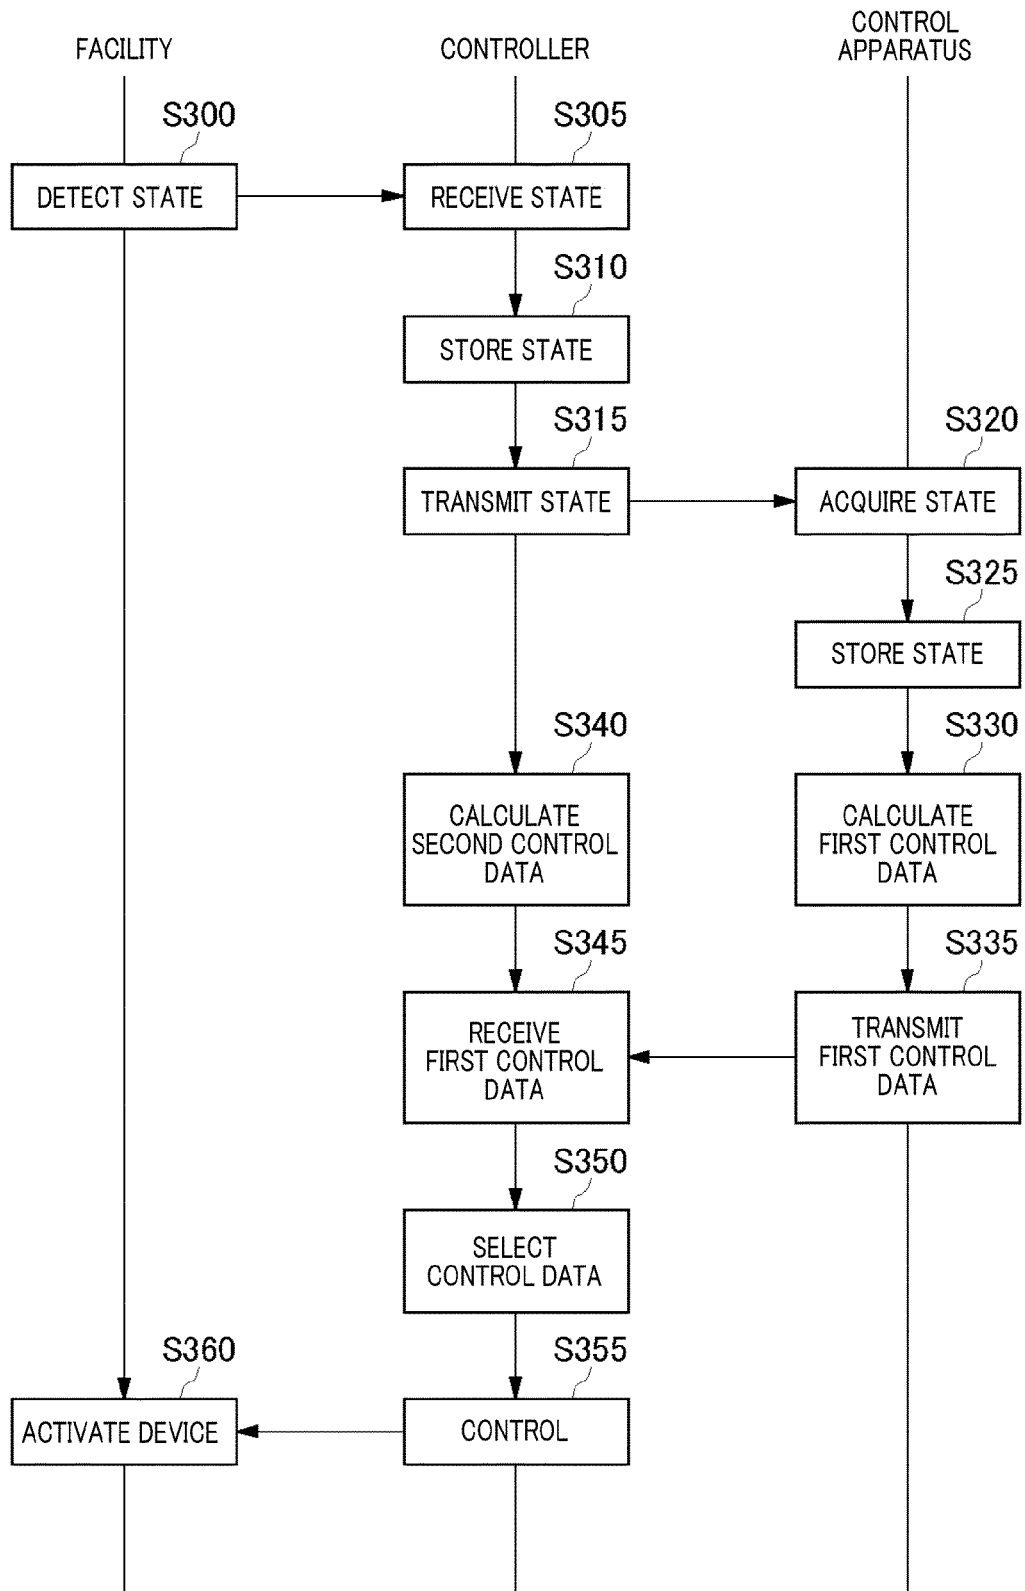 FACILITY
CONTROLLER
CONTROL
APPARATUS
S300
DETECT STATE
S305
RECEIVE STATE
S310
STORE STATE
S315
TRANSMIT STATE
S320
ACQUIRE STATE
S325
STORE STATE
S340
CALCULATE
SECOND CONTROL
DATA
S330
CALCULATE
FIRST CONTROL
DATA
S345
RECEIVE
FIRST CONTROL
DATA
S335
TRANSMIT
FIRST CONTROL
DATA
S350
SELECT
CONTROL DATA
S360
ACTIVATE DEVICE
S355
CONTROL